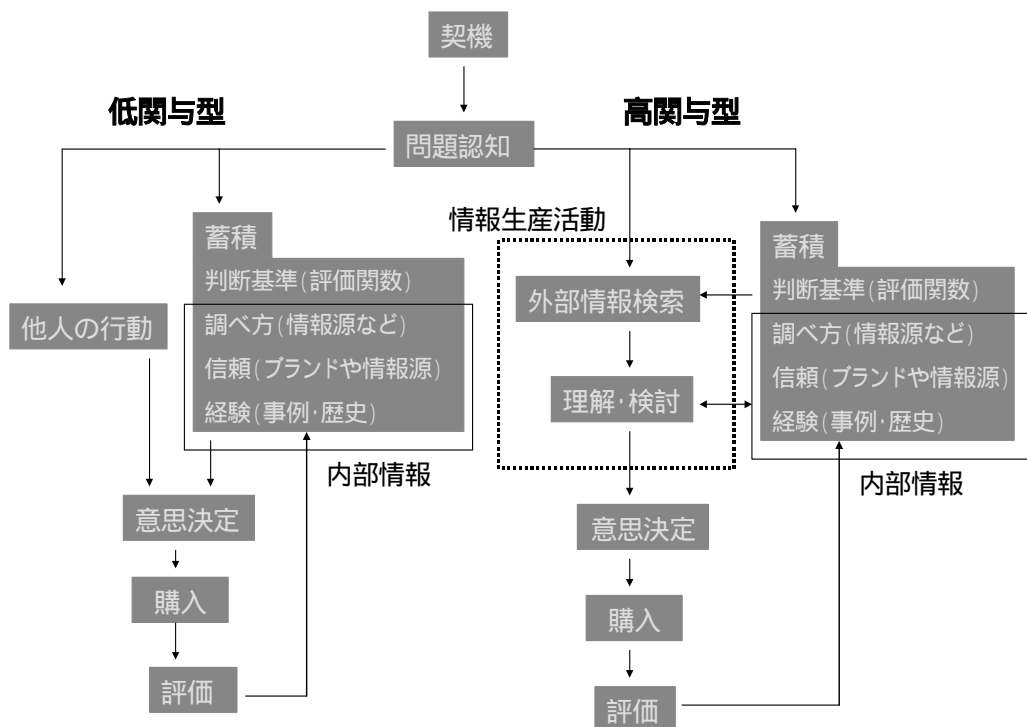 契機
低関与型
高関与型
問題認知
情報生産活動
蓄積
判断基準(評価関数)
調べ方(情報源など)
信頼(ブランドや情報源)
経験(事例・歴史)
他人の行動
内部情報
意思決定
購入
評価
外部情報検索
理解・検討
蓄積
判断基準(評価関数)
調べ方(情報源など)
信頼(ブランドや情報源)
経験(事例・歴史)
内部情報
意思決定
購入
評価